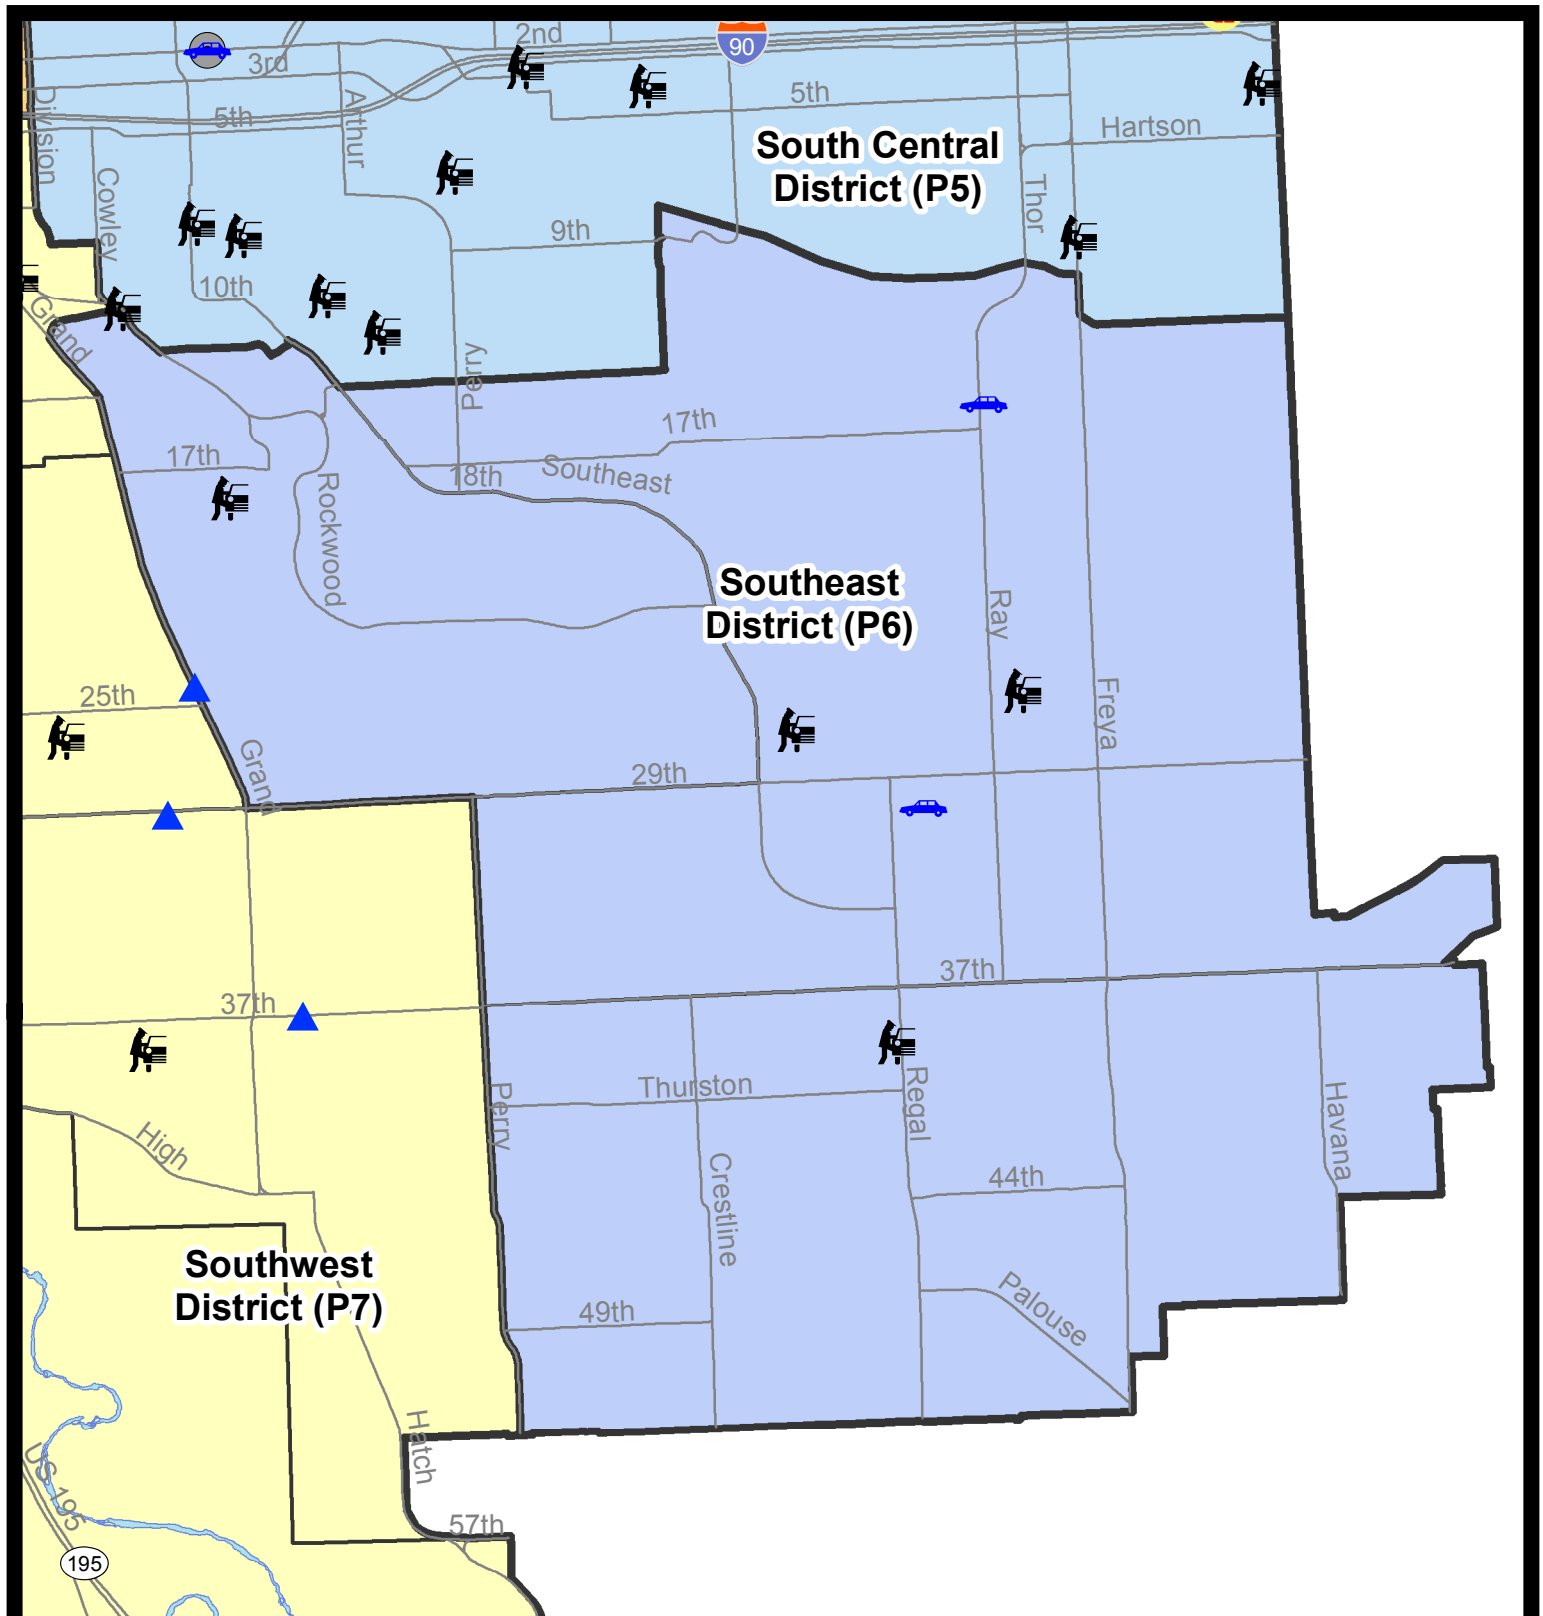 2nd
90
3rd
5th
5th
Division
Arthur
Hartson
South Central
District (P5)
Cowley
Thor
9th
10th
Grand
Perry
17th
17th
18th
Southeast
Rockwood
Southeast
District (P6)
Ray
25th
Freya
Grand
29th
37th
37th
Thurston
Perry
Regal
Havana
High
Crestline
44th
Southwest
District (P7)
49th
Palouse
Hatch
US 195
57th
195